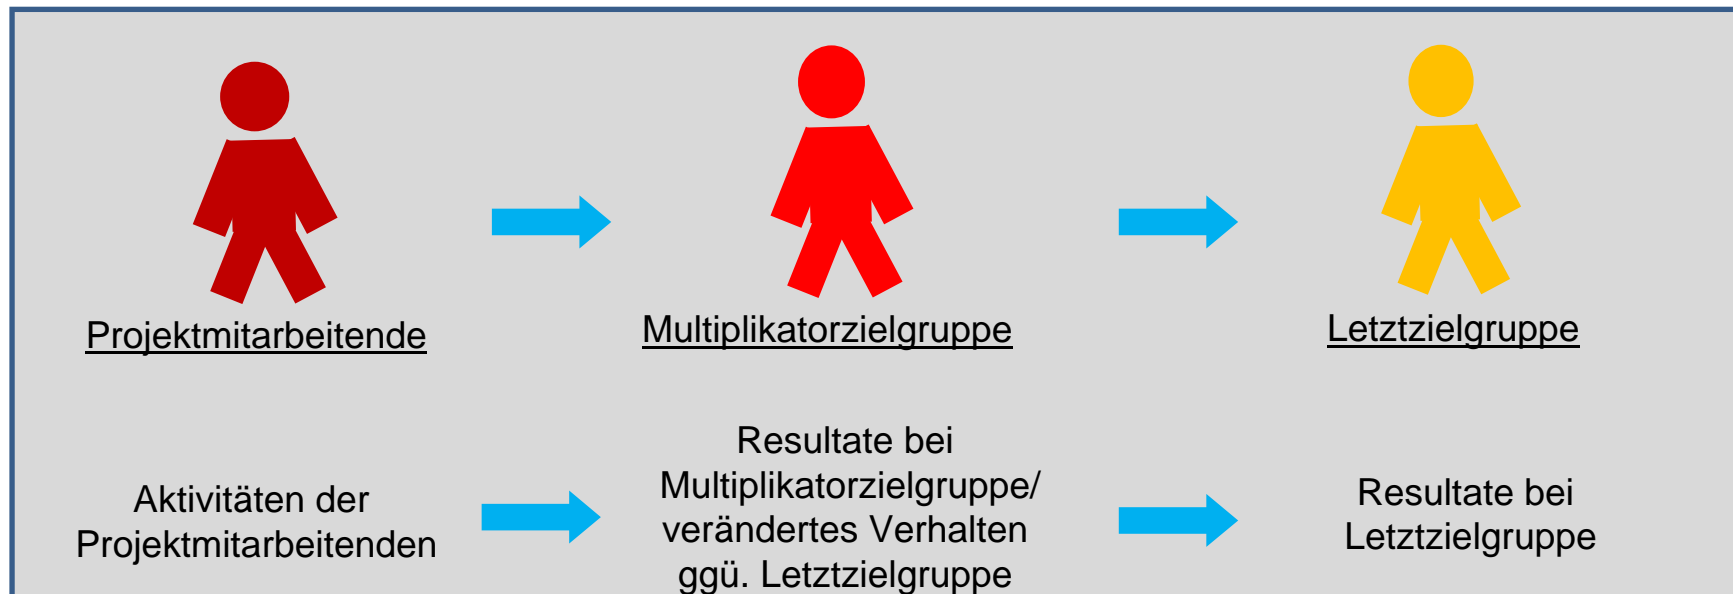 Projektmitarbeitende
Multiplikatorzielgruppe
Letztzielgruppe
Aktivitäten der
Projektmitarbeitenden
Resultate bei
Multiplikatorzielgruppe/
verändertes Verhalten
ggü. Letztzielgruppe
Resultate bei
Letztzielgruppe